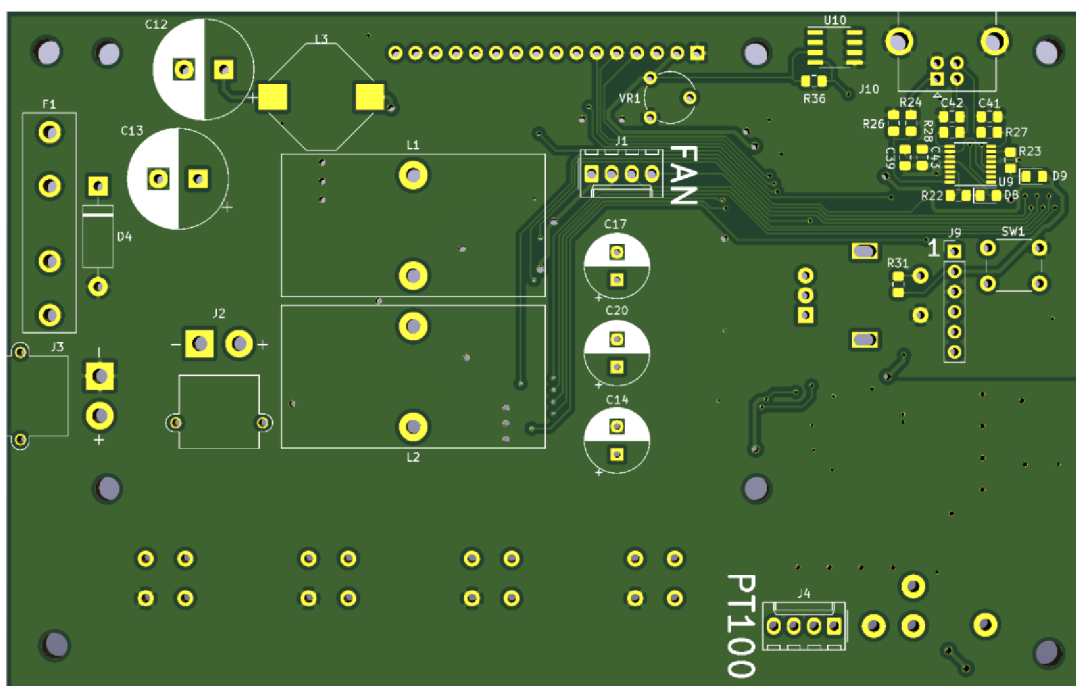 C12
L3
U10
F1
VR1
R36
J10
R24
C42
C41
R26
R28
R27
C13
L1
J1
C39
C43
R23
U9
D9
FAN
R22
D8
D4
C17
1
J9
SW1
R31
+
J2
- +
J3
-
C20
+
+
C14
L2
+
PT100
J4